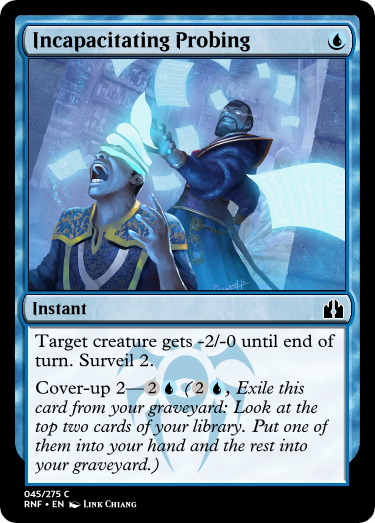 Incapacitating Probing
Instant
Target creature gets -2/-0 until end of
turn. Surveil 2.
Cover-up 2—2 (2, Exile this
card from your graveyard: Look at the
top two cards of your library. Put one of
them into your hand and the rest into
your graveyard.)
045/275 C
RNF • EN Link Chiang